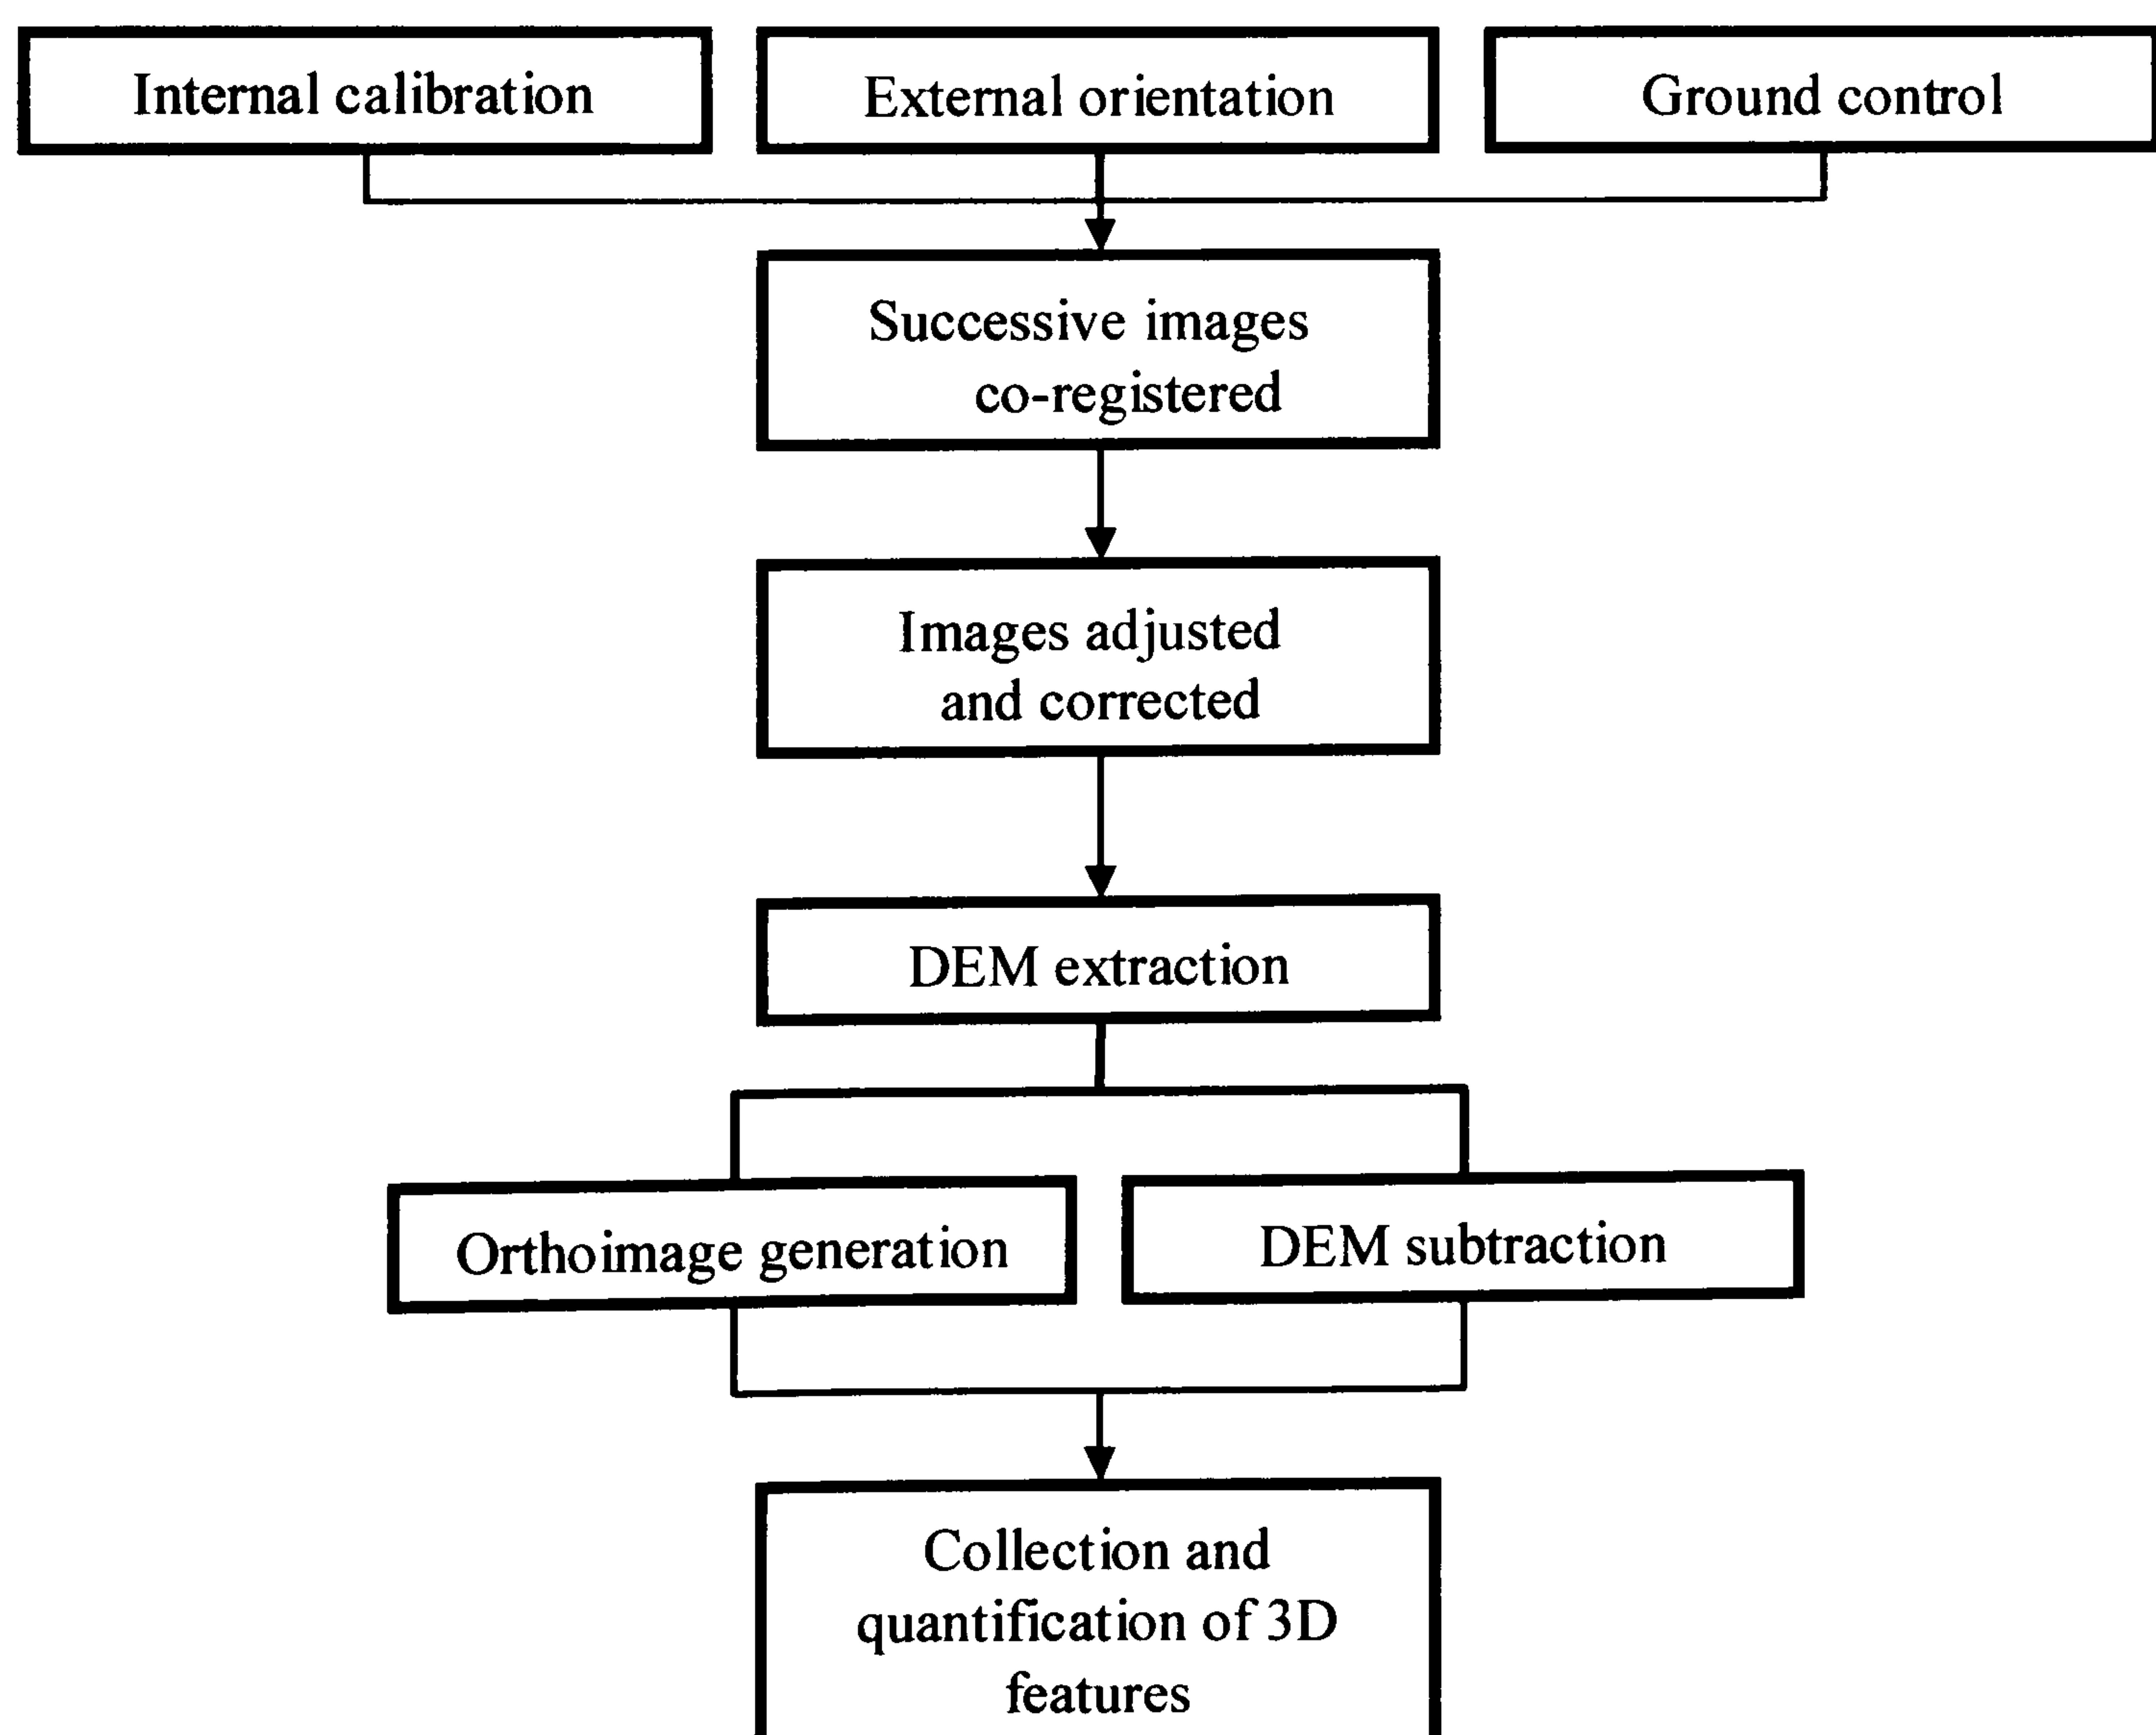 Internal calibration
External orientation
Ground control
Successive images
co-registered
Images adjusted
and corrected
DEM extraction
Orthoimage generation
DEM subtraction
Collection and
quantification of 3D
features